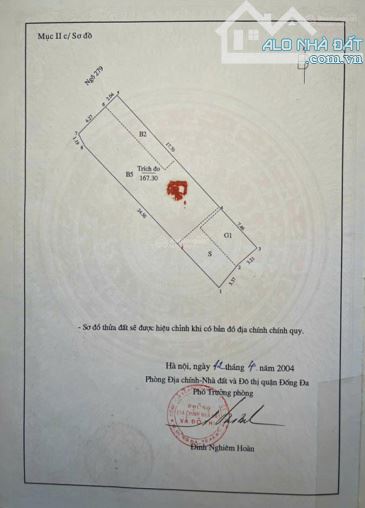 ALO NHÀ ĐẤT
.com.vn
Mục II c/ Sơ đồ
Ngõ 279
B2
B5
Trích đo
167.30
G1
S
- Sơ đồ thửa đất sẽ được hiệu chỉnh khi có bản đồ địa chính chính quy.
Hà nội, ngày 12 tháng 4 năm 2004
Phòng Địa chính-Nhà đất và Đô thị quận Đống Đa
Phó Trưởng phòng
Đinh Nghiêm Hoàn